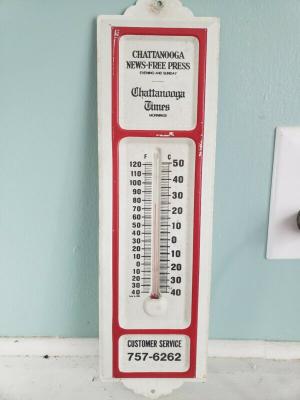 CHATTANOOGA
NEWS-FREE PRESS
EVENING AND SUNDAY
Chattanooga
Times
MORNINGS
F C
120 50
110
100 40
90 30
80
70 20
60
50 10
40
30 0
20
10 10
0
10 20
20 30
30
40 40
CUSTOMER SERVICE
757-6262